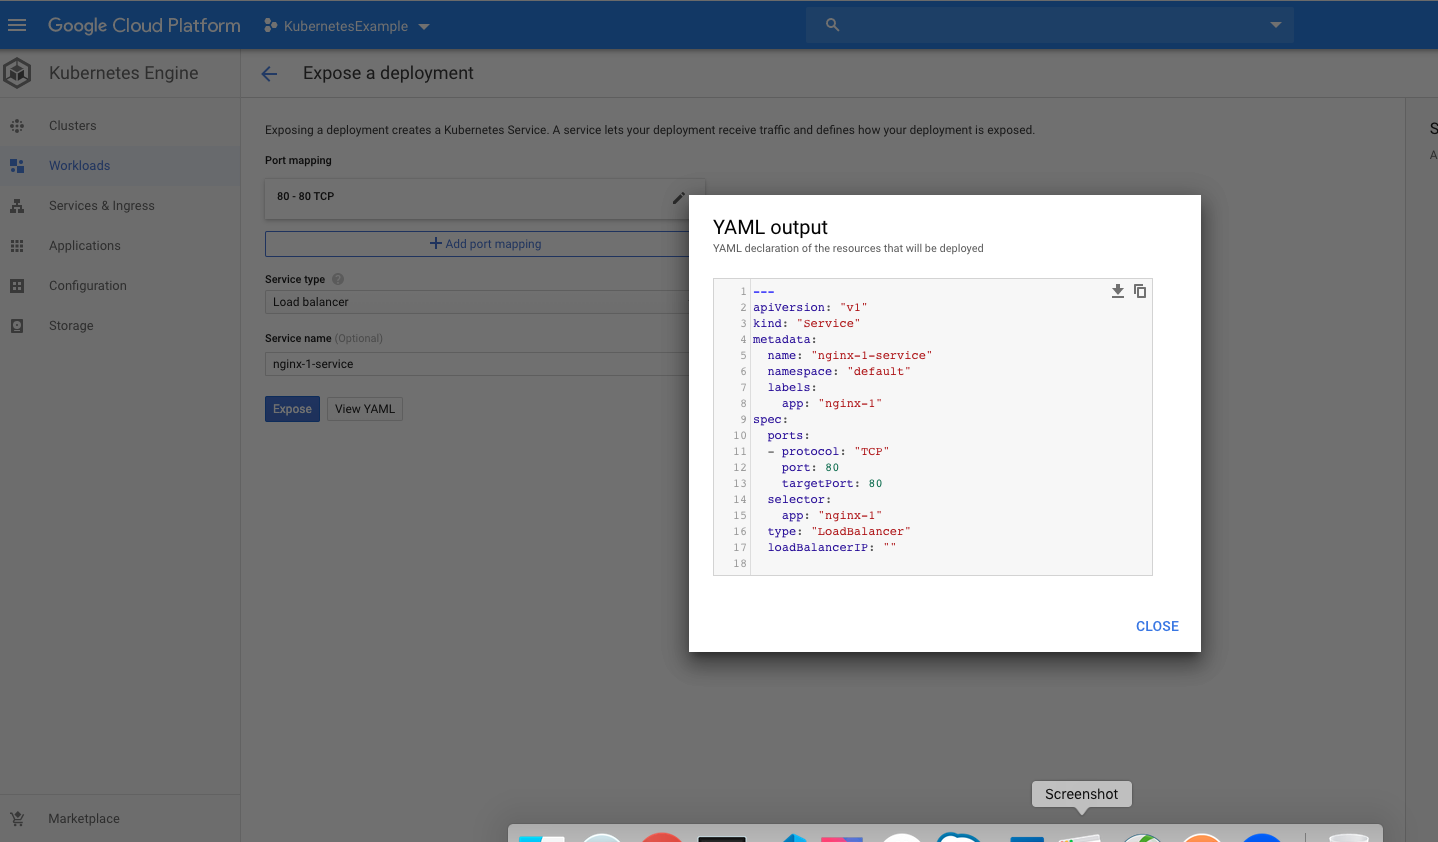 Google Cloud Platform
KubernetesExample
Kubernetes Engine
Expose a deployment
Clusters
Workloads
Services & Ingress
Applications
Configuration
Storage
Marketplace
Exposing a deployment creates a Kubernetes Service. A service lets your deployment receive traffic and defines how your deployment is exposed.
Port mapping
80 - 80 TCP
Add port mapping
Service type ?
Load balancer
Service name (Optional)
nginx-1-service
Expose View YAML
S
A
YAML output
YAML declaration of the resources that will be deployed
1 ---
2 apiVersion: "v1"
3 kind: "Service"
4 metadata:
5   name: "nginx-1-service"
6   namespace: "default"
7   labels:
8     app: "nginx-1"
9 spec:
10   ports:
11   - protocol: "TCP"
12     port: 80
13     targetPort: 80
14   selector:
15     app: "nginx-1"
16   type: "LoadBalancer"
17   loadBalancerIP: ""
18
CLOSE
Screenshot